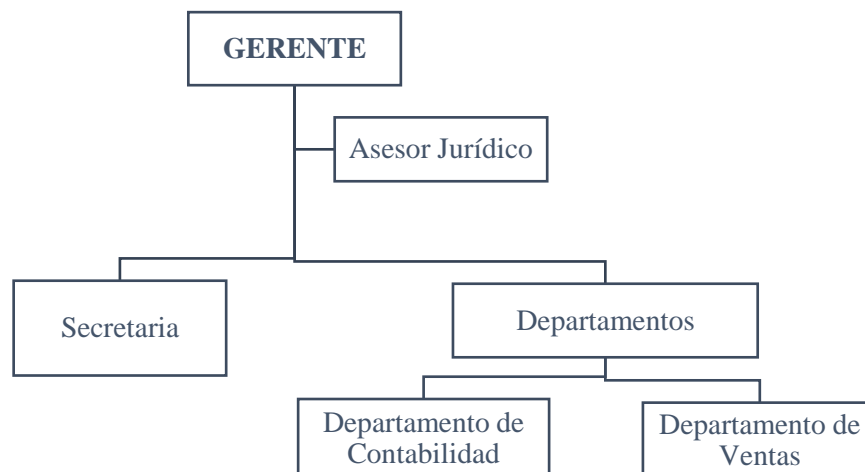 GERENTE
Asesor Jurídico
Secretaria
Departamentos
Departamento de
Contabilidad
Departamento de
Ventas